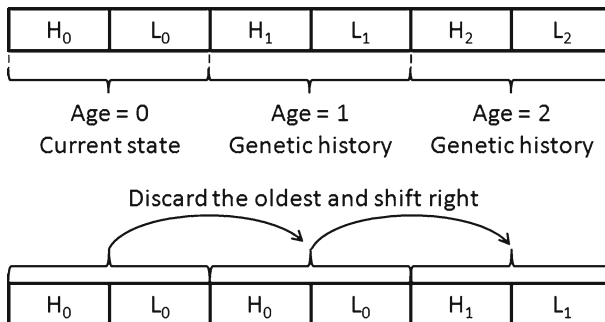 H₀ L₀ H₁ L₁ H₂ L₂
Age = 0 Age = 1 Age = 2
Current state Genetic history Genetic history
Discard the oldest and shift right
H₀ L₀ H₀ L₀ H₁ L₁